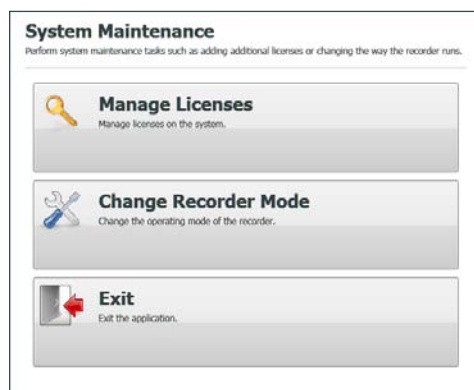 System Maintenance
Perform system maintenance tasks such as adding additional licenses or changing the way the recorder runs.
Manage Licenses
Manage licenses on the system.
Change Recorder Mode
Change the operating mode of the recorder.
Exit
Exit the application.